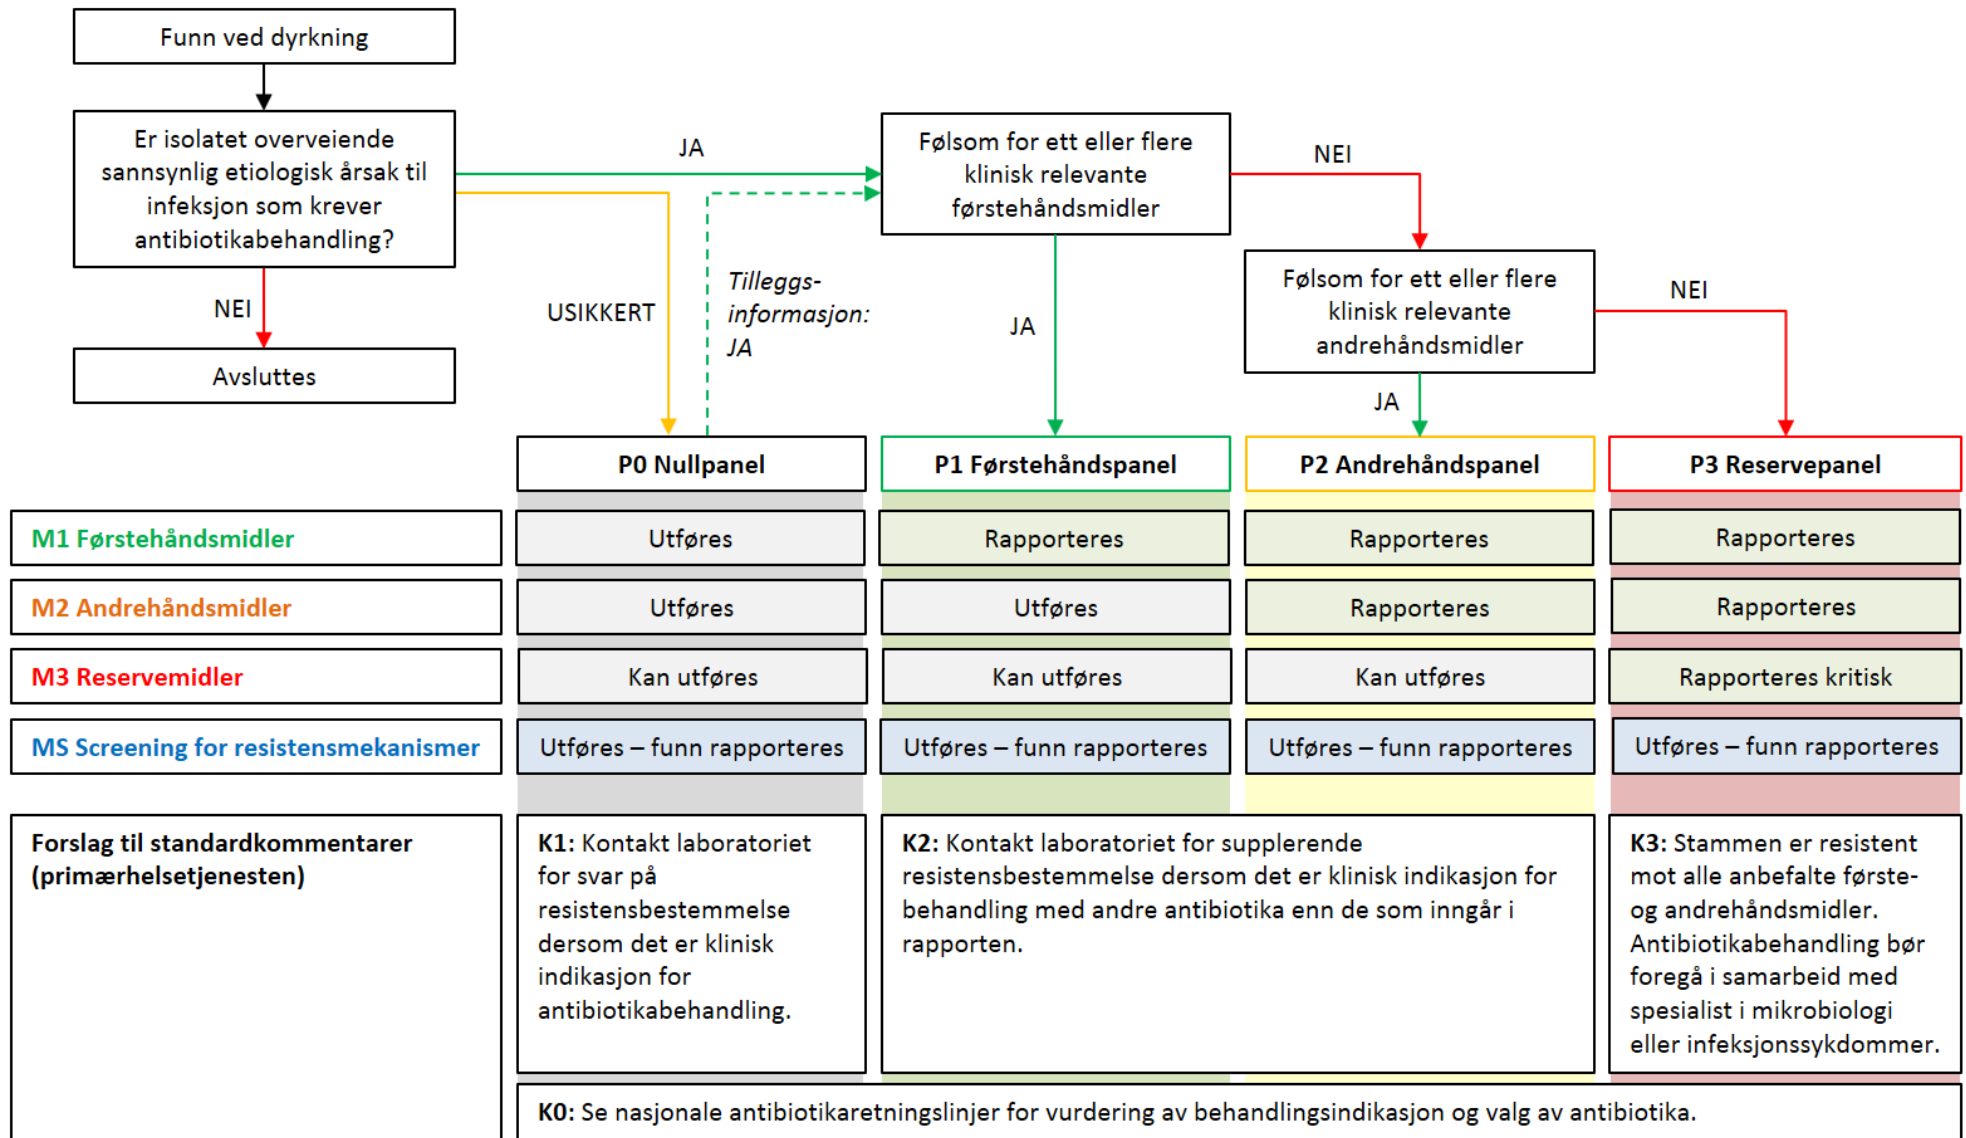 Funn ved dyrkning
Er isolatet overveiende
sannsynlig etiologisk årsak til
infeksjon som krever
antibiotikabehandling?
JA
Følsom for ett eller flere
klinisk relevante
førstehåndsmidler
NEI
Følsom for ett eller flere
klinisk relevante
andrehåndsmidler
NEI
NEI
USIKKERT
Tilleggs-
informasjon:
JA
JA
JA
Avsluttes
P0 Nullpanel
P1 Førstehåndspanel
P2 Andrehåndspanel
P3 Reservepanel
M1 Førstehåndsmidler
Utføres
Rapporteres
Rapporteres
Rapporteres
M2 Andrehåndsmidler
Utføres
Utføres
Rapporteres
Rapporteres
M3 Reservemidler
Kan utføres
Kan utføres
Kan utføres
Rapporteres kritisk
MS Screening for resistensmekanismer
Utføres – funn rapporteres
Utføres – funn rapporteres
Utføres – funn rapporteres
Utføres – funn rapporteres
Forslag til standardkommentarer
(primærhelsetjenesten)
K1: Kontakt laboratoriet
for svar på
resistensbestemmelse
dersom det er klinisk
indikasjon for
antibiotikabehandling.
K2: Kontakt laboratoriet for supplerende
resistensbestemmelse dersom det er klinisk indikasjon for
behandling med andre antibiotika enn de som inngår i
rapporten.
K3: Stammen er resistent
mot alle anbefalte første-
og andrehåndsmidler.
Antibiotikabehandling bør
foregå i samarbeid med
spesialist i mikrobiologi
eller infeksjonssykdommer.
K0: Se nasjonale antibiotikaretningslinjer for vurdering av behandlingsindikasjon og valg av antibiotika.